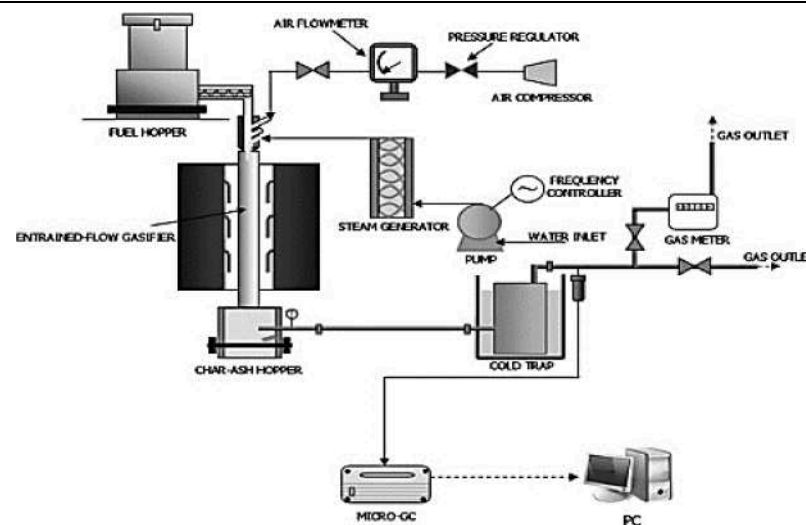 AIR FLOWMETER
PRESSURE REGULATOR
AIR COMPRESSOR
FUEL HOPPER
GAS OUTLET
FREQUENCY
CONTROLLER
ENTRAINED-FLOW GASIFIER
STEAM GENERATOR
WATER INLET
GAS METER
PUMP
GAS OUTLE
COLD TRAP
CHAR-ASH HOPPER
MICRO-GC
PC